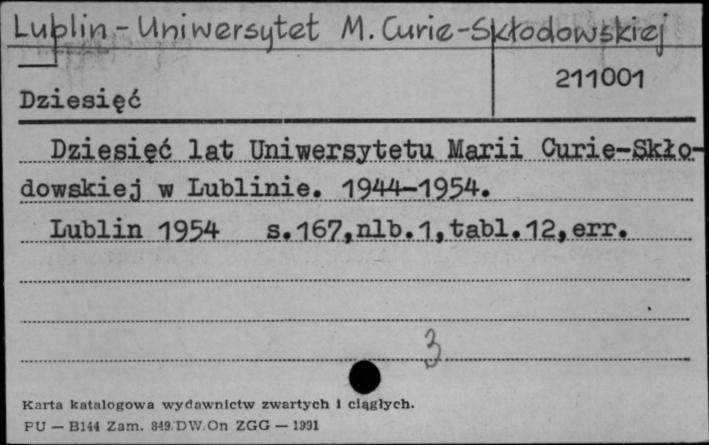 Lublin - Uniwersytet M. Curie-Skłodowskiej
211001
Dziesięć
Dziesięć lat Uniwersytetu Marii Curie-Skło-
dowskiej w Lublinie. 1944-1954.
Lublin 1954 s.167,nlb.1,tabl.12,err.
3
Karta katalogowa wydawnictw zwartych i ciągłych.
PU — B144 Zam. 849/DW/On ZGG — 1991